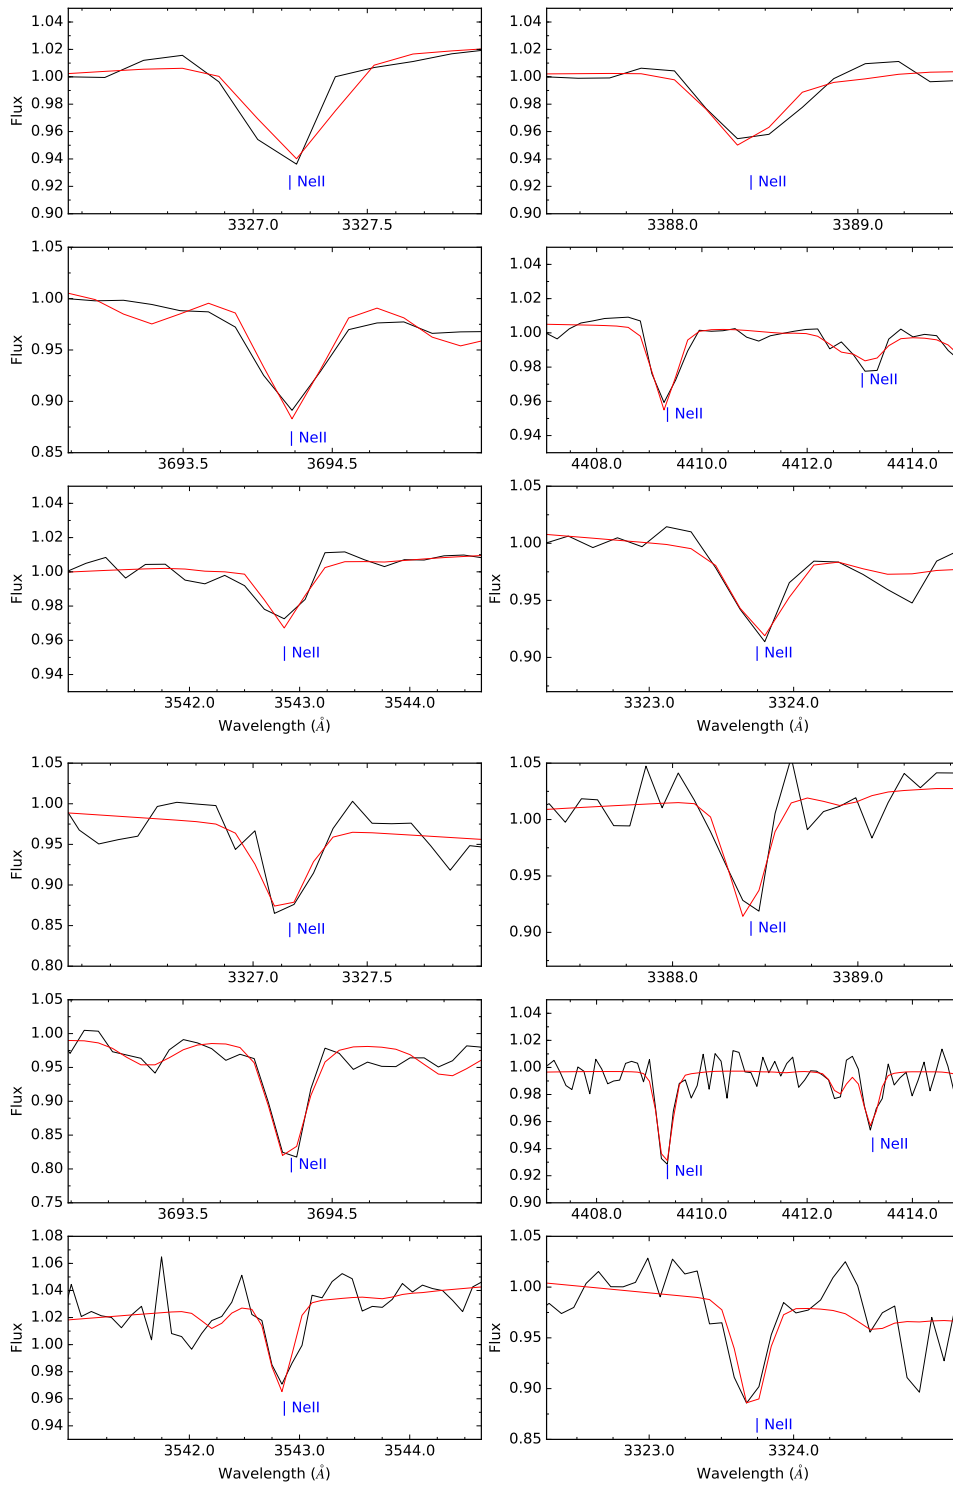 1.04
1.02
1.00
0.98
0.96
0.94
0.92
0.90
Flux
| NeII
3327.0 3327.5
1.04
1.02
1.00
0.98
0.96
0.94
0.92
0.90
| NeII
3388.0 3389.0
1.05
1.00
0.95
0.90
0.85
Flux
| NeII
3693.5 3694.5
1.04
1.02
1.00
0.98
0.96
0.94
| NeII
| NeII
4408.0 4410.0 4412.0 4414.0
1.04
1.02
1.00
0.98
0.96
0.94
Flux
| NeII
3542.0 3543.0 3544.0
Wavelength (Å)
1.05
1.00
0.95
0.90
| NeII
3323.0 3324.0
Wavelength (Å)
1.05
1.00
0.95
0.90
0.85
0.80
Flux
| NeII
3327.0 3327.5
1.05
1.00
0.95
0.90
Flux
| NeII
3388.0 3389.0
1.05
1.00
0.95
0.90
0.85
0.80
0.75
Flux
| NeII
3693.5 3694.5
1.04
1.02
1.00
0.98
0.96
0.94
0.92
0.90
Flux
| NeII
| NeII
4408.0 4410.0 4412.0 4414.0
1.08
1.06
1.04
1.02
1.00
0.98
0.96
0.94
Flux
| NeII
3542.0 3543.0 3544.0
Wavelength (Å)
1.05
1.00
0.95
0.90
0.85
Flux
| NeII
3323.0 3324.0
Wavelength (Å)